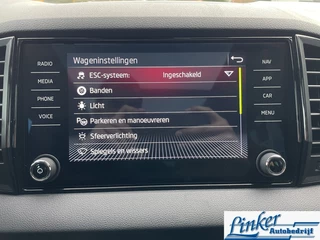 Wageninstellingen
RADIO
MEDIA
PHONE
VOICE
ESC-systeem: Ingeschakeld
Banden
Licht
Parkeren en manoeuvreren
Sfeerverlichting
Spiegels en wissers
NAV
APP
CAR
MENU
Linker
Autobedrijf